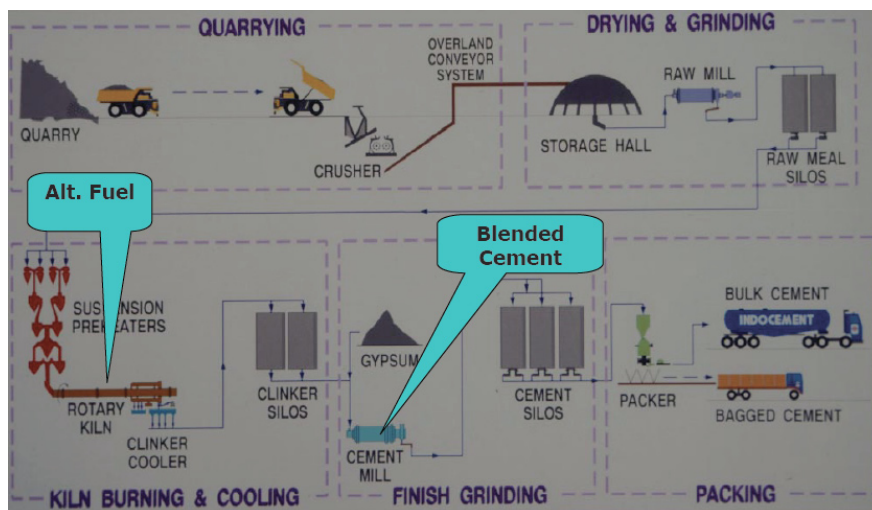 QUARRYING
DRYING & GRINDING
OVERLAND
CONVEYOR
SYSTEM
RAW MILL
QUARRY
CRUSHER
STORAGE HALL
RAW MEAL
SILOS
Alt. Fuel
Blended
Cement
SUSPENSION
PREHEATERS
ROTARY
KILN
CLINKER
COOLER
CLINKER
SILOS
GYPSUM
CEMENT
MILL
CEMENT
SILOS
PACKER
BULK CEMENT
INDOCEMENT
BAGGED CEMENT
KILN BURNING & COOLING
FINISH GRINDING
PACKING